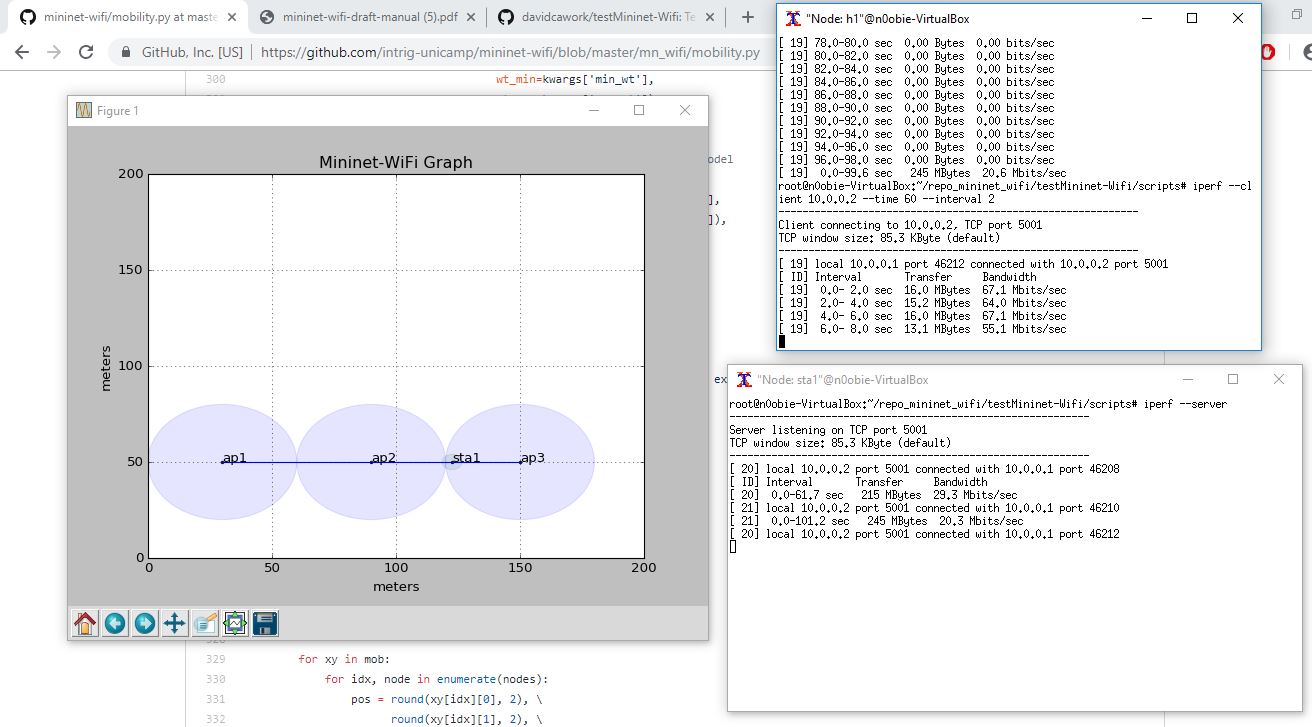 mininet-wifi/mobility.py at maste
mininet-wifi-draft-manual (5).pdf
davidcawork/testMininet-Wifi: Te
GitHub, Inc. [US]
https://github.com/intrig-unicamp/mininet-wifi/blob/master/mn_wifi/mobility.py
300 wt_min=kwargs['min_wt'],
odel
],
]),
ex
Figure 1
Mininet-WiFi Graph
200
150
100
50
0
meters
ap1
ap2
sta1
ap3
0 50 100 150 200
meters
329 for xy in mob:
330 for idx, node in enumerate(nodes):
331 pos = round(xy[idx][0], 2), \
332 round(xy[idx][1], 2), \
"Node: h1"@n0obie-VirtualBox
[ 19] 78.0-80.0 sec 0.00 Bytes 0.00 bits/sec
[ 19] 80.0-82.0 sec 0.00 Bytes 0.00 bits/sec
[ 19] 82.0-84.0 sec 0.00 Bytes 0.00 bits/sec
[ 19] 84.0-86.0 sec 0.00 Bytes 0.00 bits/sec
[ 19] 86.0-88.0 sec 0.00 Bytes 0.00 bits/sec
[ 19] 88.0-90.0 sec 0.00 Bytes 0.00 bits/sec
[ 19] 90.0-92.0 sec 0.00 Bytes 0.00 bits/sec
[ 19] 92.0-94.0 sec 0.00 Bytes 0.00 bits/sec
[ 19] 94.0-96.0 sec 0.00 Bytes 0.00 bits/sec
[ 19] 96.0-98.0 sec 0.00 Bytes 0.00 bits/sec
[ 19] 0.0-99.6 sec 245 MBytes 20.6 Mbits/sec
root@n0obie-VirtualBox:~/repo_mininet_wifi/testMininet-Wifi/scripts# iperf --cl
ient 10.0.0.2 --time 60 --interval 2
------------------------------------------------------------
Client connecting to 10.0.0.2, TCP port 5001
TCP window size: 85.3 KByte (default)
------------------------------------------------------------
[ 19] local 10.0.0.1 port 46212 connected with 10.0.0.2 port 5001
[ ID] Interval Transfer Bandwidth
[ 19] 0.0- 2.0 sec 16.0 MBytes 67.1 Mbits/sec
[ 19] 2.0- 4.0 sec 15.2 MBytes 64.0 Mbits/sec
[ 19] 4.0- 6.0 sec 16.0 MBytes 67.1 Mbits/sec
[ 19] 6.0- 8.0 sec 13.1 MBytes 55.1 Mbits/sec
"Node: sta1"@n0obie-VirtualBox
root@n0obie-VirtualBox:~/repo_mininet_wifi/testMininet-Wifi/scripts# iperf --server
------------------------------------------------------------
Server listening on TCP port 5001
TCP window size: 85.3 KByte (default)
------------------------------------------------------------
[ 20] local 10.0.0.2 port 5001 connected with 10.0.0.1 port 46208
[ ID] Interval Transfer Bandwidth
[ 20] 0.0-61.7 sec 215 MBytes 29.3 Mbits/sec
[ 21] local 10.0.0.2 port 5001 connected with 10.0.0.1 port 46210
[ 21] 0.0-101.2 sec 245 MBytes 20.3 Mbits/sec
[ 20] local 10.0.0.2 port 5001 connected with 10.0.0.1 port 46212